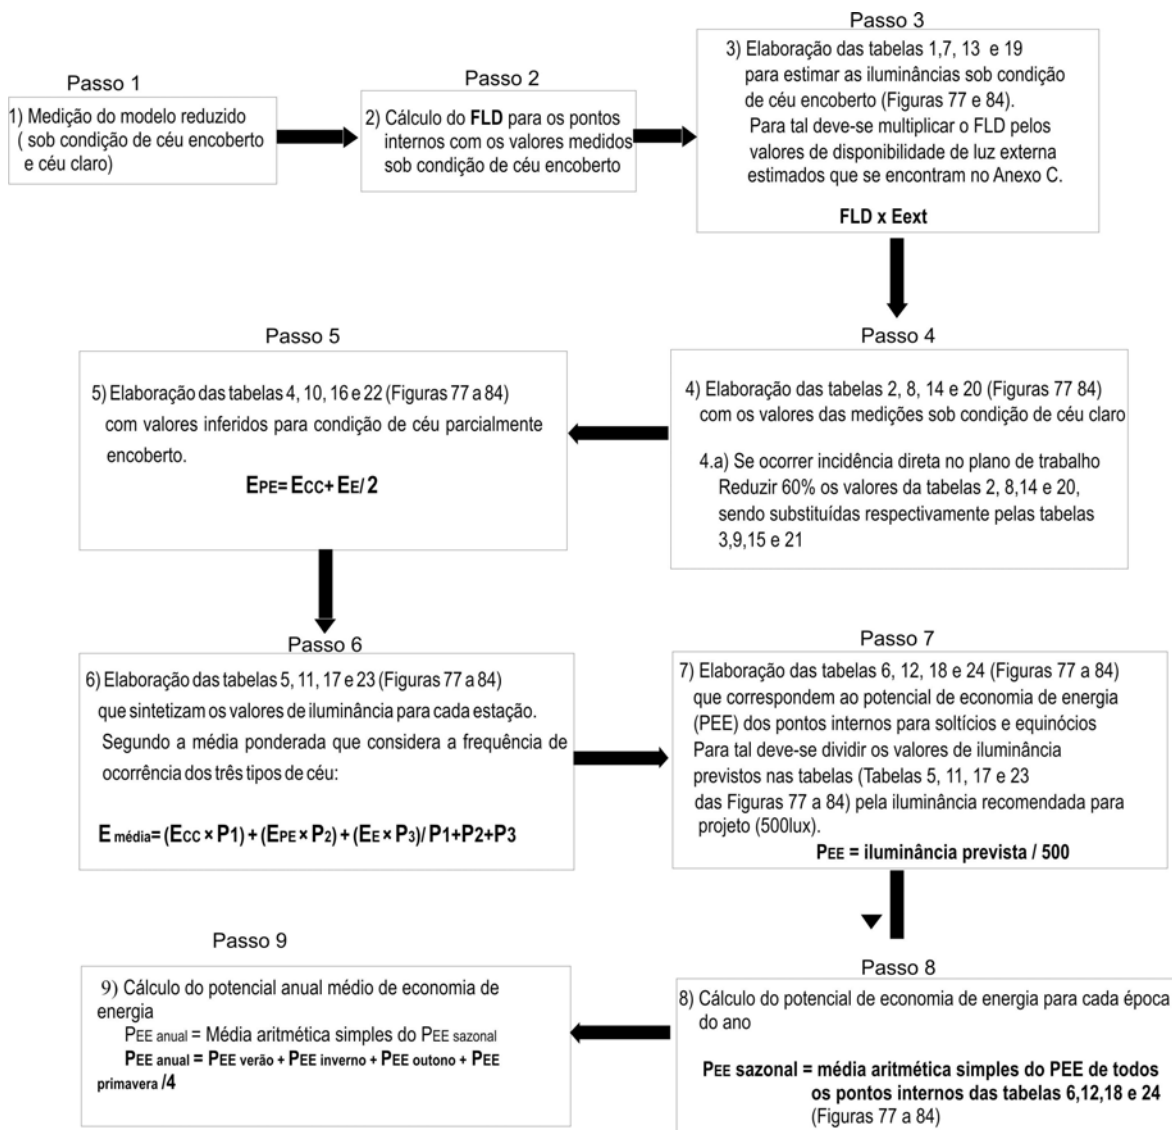 Passo 1
1) Medição do modelo reduzido
( sob condição de céu encoberto
e céu claro)
Passo 2
2) Cálculo do FLD para os pontos
internos com os valores medidos
sob condição de céu encoberto
Passo 3
3) Elaboração das tabelas 1,7, 13 e 19
para estimar as iluminâncias sob condição
de céu encoberto (Figuras 77 e 84).
Para tal deve-se multiplicar o FLD pelos
valores de disponibilidade de luz externa
estimados que se encontram no Anexo C.
FLD x Eext
Passo 4
4) Elaboração das tabelas 2, 8, 14 e 20 (Figuras 77 84)
com os valores das medições sob condição de céu claro
4.a) Se ocorrer incidência direta no plano de trabalho
Reduzir 60% os valores da tabelas 2, 8,14 e 20,
sendo substituídas respectivamente pelas tabelas
3,9,15 e 21
Passo 5
5) Elaboração das tabelas 4, 10, 16 e 22 (Figuras 77 a 84)
com valores inferidos para condição de céu parcialmente
encoberto.
EPE= ECC+ EE/ 2
Passo 6
6) Elaboração das tabelas 5, 11, 17 e 23 (Figuras 77 a 84)
que sintetizam os valores de iluminância para cada estação.
Segundo a média ponderada que considera a frequência de
ocorrência dos três tipos de céu:
E média= (ECC × P1) + (EPE × P2) + (EE × P3)/ P1+P2+P3
Passo 7
7) Elaboração das tabelas 6, 12, 18 e 24 (Figuras 77 a 84)
que correspondem ao potencial de economia de energia
(PEE) dos pontos internos para soltícios e equinócios
Para tal deve-se dividir os valores de iluminância
previstos nas tabelas (Tabelas 5, 11, 17 e 23
das Figuras 77 a 84) pela iluminância recomendada para
projeto (500lux).
PEE = iluminância prevista / 500
Passo 8
8) Cálculo do potencial de economia de energia para cada época
do ano
PEE sazonal = média aritmética simples do PEE de todos
os pontos internos das tabelas 6,12,18 e 24
(Figuras 77 a 84)
Passo 9
9) Cálculo do potencial anual médio de economia de
energia
PEE anual = Média aritmética simples do PEE sazonal
PEE anual = PEE verão + PEE inverno + PEE outono + PEE
primavera /4